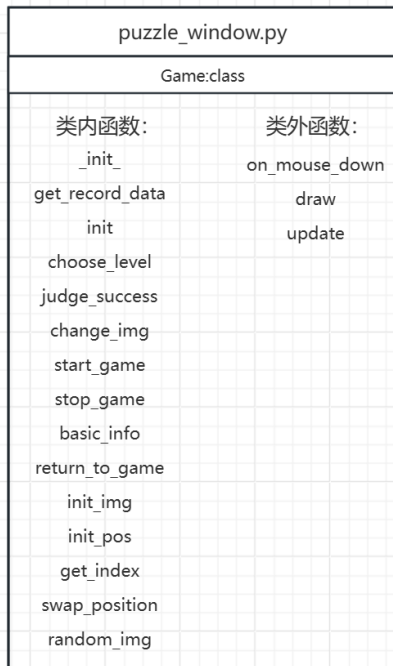 puzzle_window.py
Game:class
类内函数：
_init_
get_record_data
init
choose_level
judge_success
change_img
start_game
stop_game
basic_info
return_to_game
init_img
init_pos
get_index
swap_position
random_img
类外函数：
on_mouse_down
draw
update